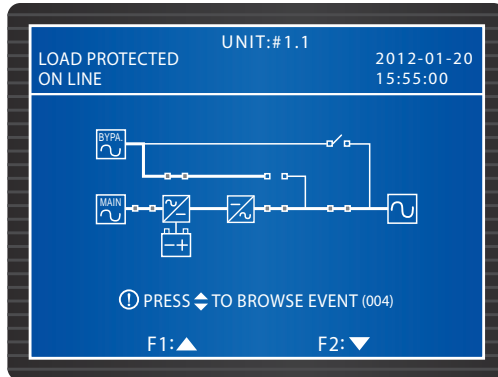 UNIT:#1.1
LOAD PROTECTED
2012-01-20
ON LINE
15:55:00
BYPA.
MAIN
PRESS TO BROWSE EVENT (004)
F1: F2: